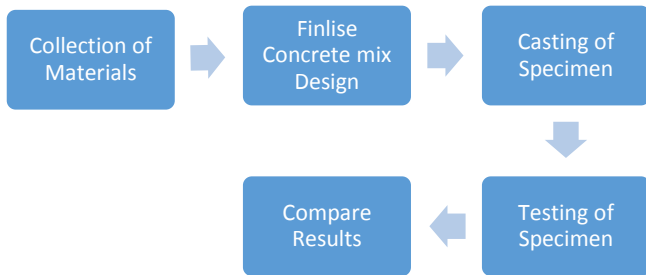 Collection of
Materials
Finlise
Concrete mix
Design
Casting of
Specimen
Testing of
Specimen
Compare
Results